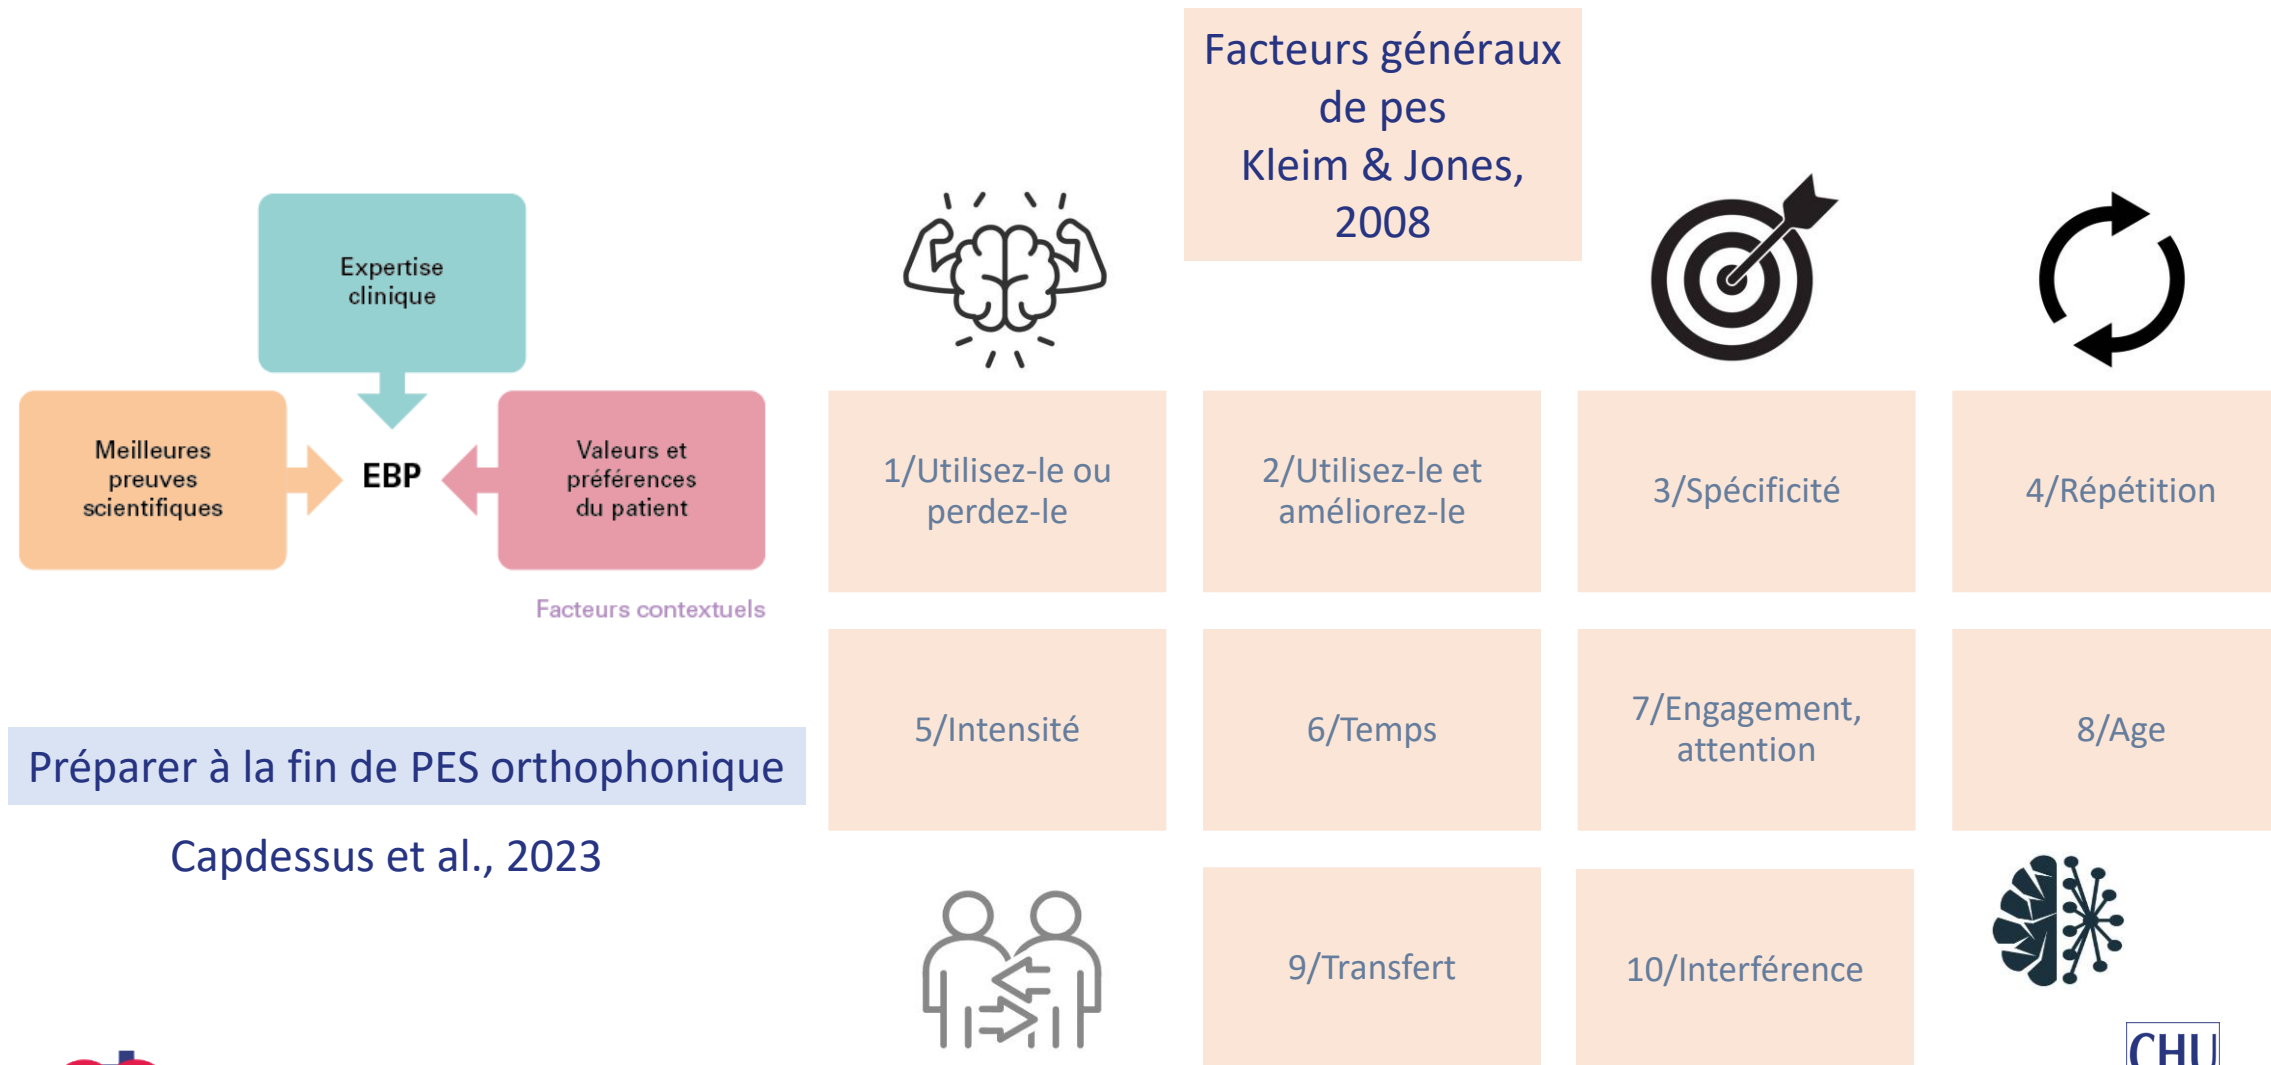 Facteurs généraux
de pes
Kleim & Jones,
2008
Expertise
clinique
Meilleures
preuves
scientifiques
EBP
Valeurs et
préférences
du patient
Facteurs contextuels
Préparer à la fin de PES orthophonique
Capdessus et al., 2023
1/Utilisez-le ou
perdez-le
2/Utilisez-le et
améliorez-le
3/Spécificité
4/Répétition
5/Intensité
6/Temps
7/Engagement,
attention
8/Age
9/Transfert
10/Interférence
CHU